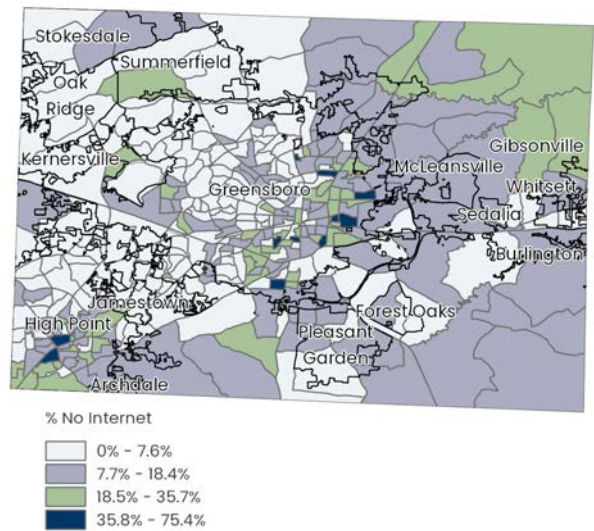 Stokesdale
Summerfield
Oak
Ridge
Kernersville
Gibsonville
McLeansville
Greensboro
Whitsett
Sedalia
Burlington
Jamestown
Forest Oaks
High Point
Pleasant
Garden
Archdale
% No Internet
0% - 7.6%
7.7% - 18.4%
18.5% - 35.7%
35.8% - 75.4%